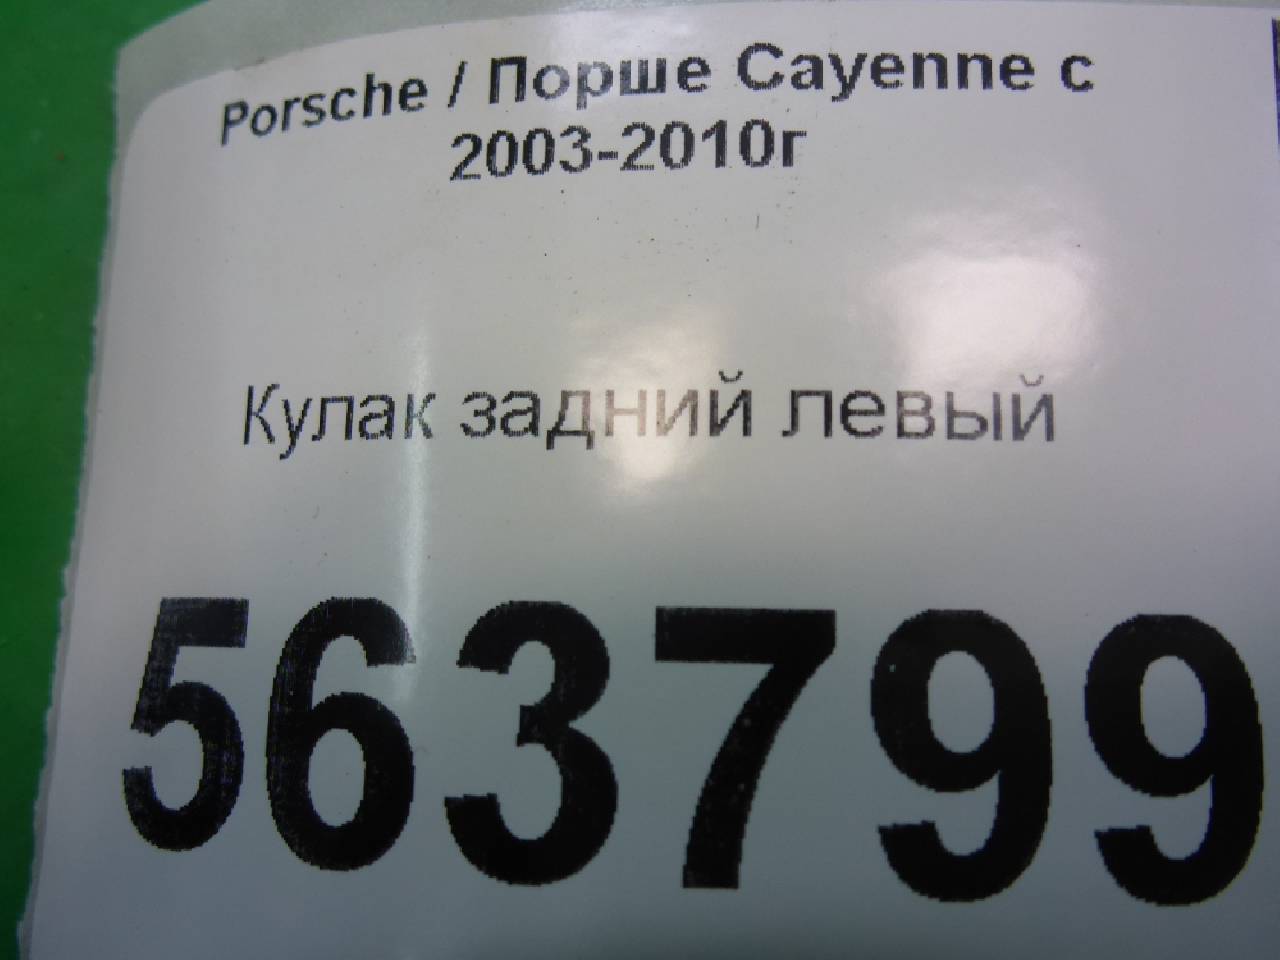 Porsche / Порше Cayenne с
2003-2010г
Кулак задний левый
563799